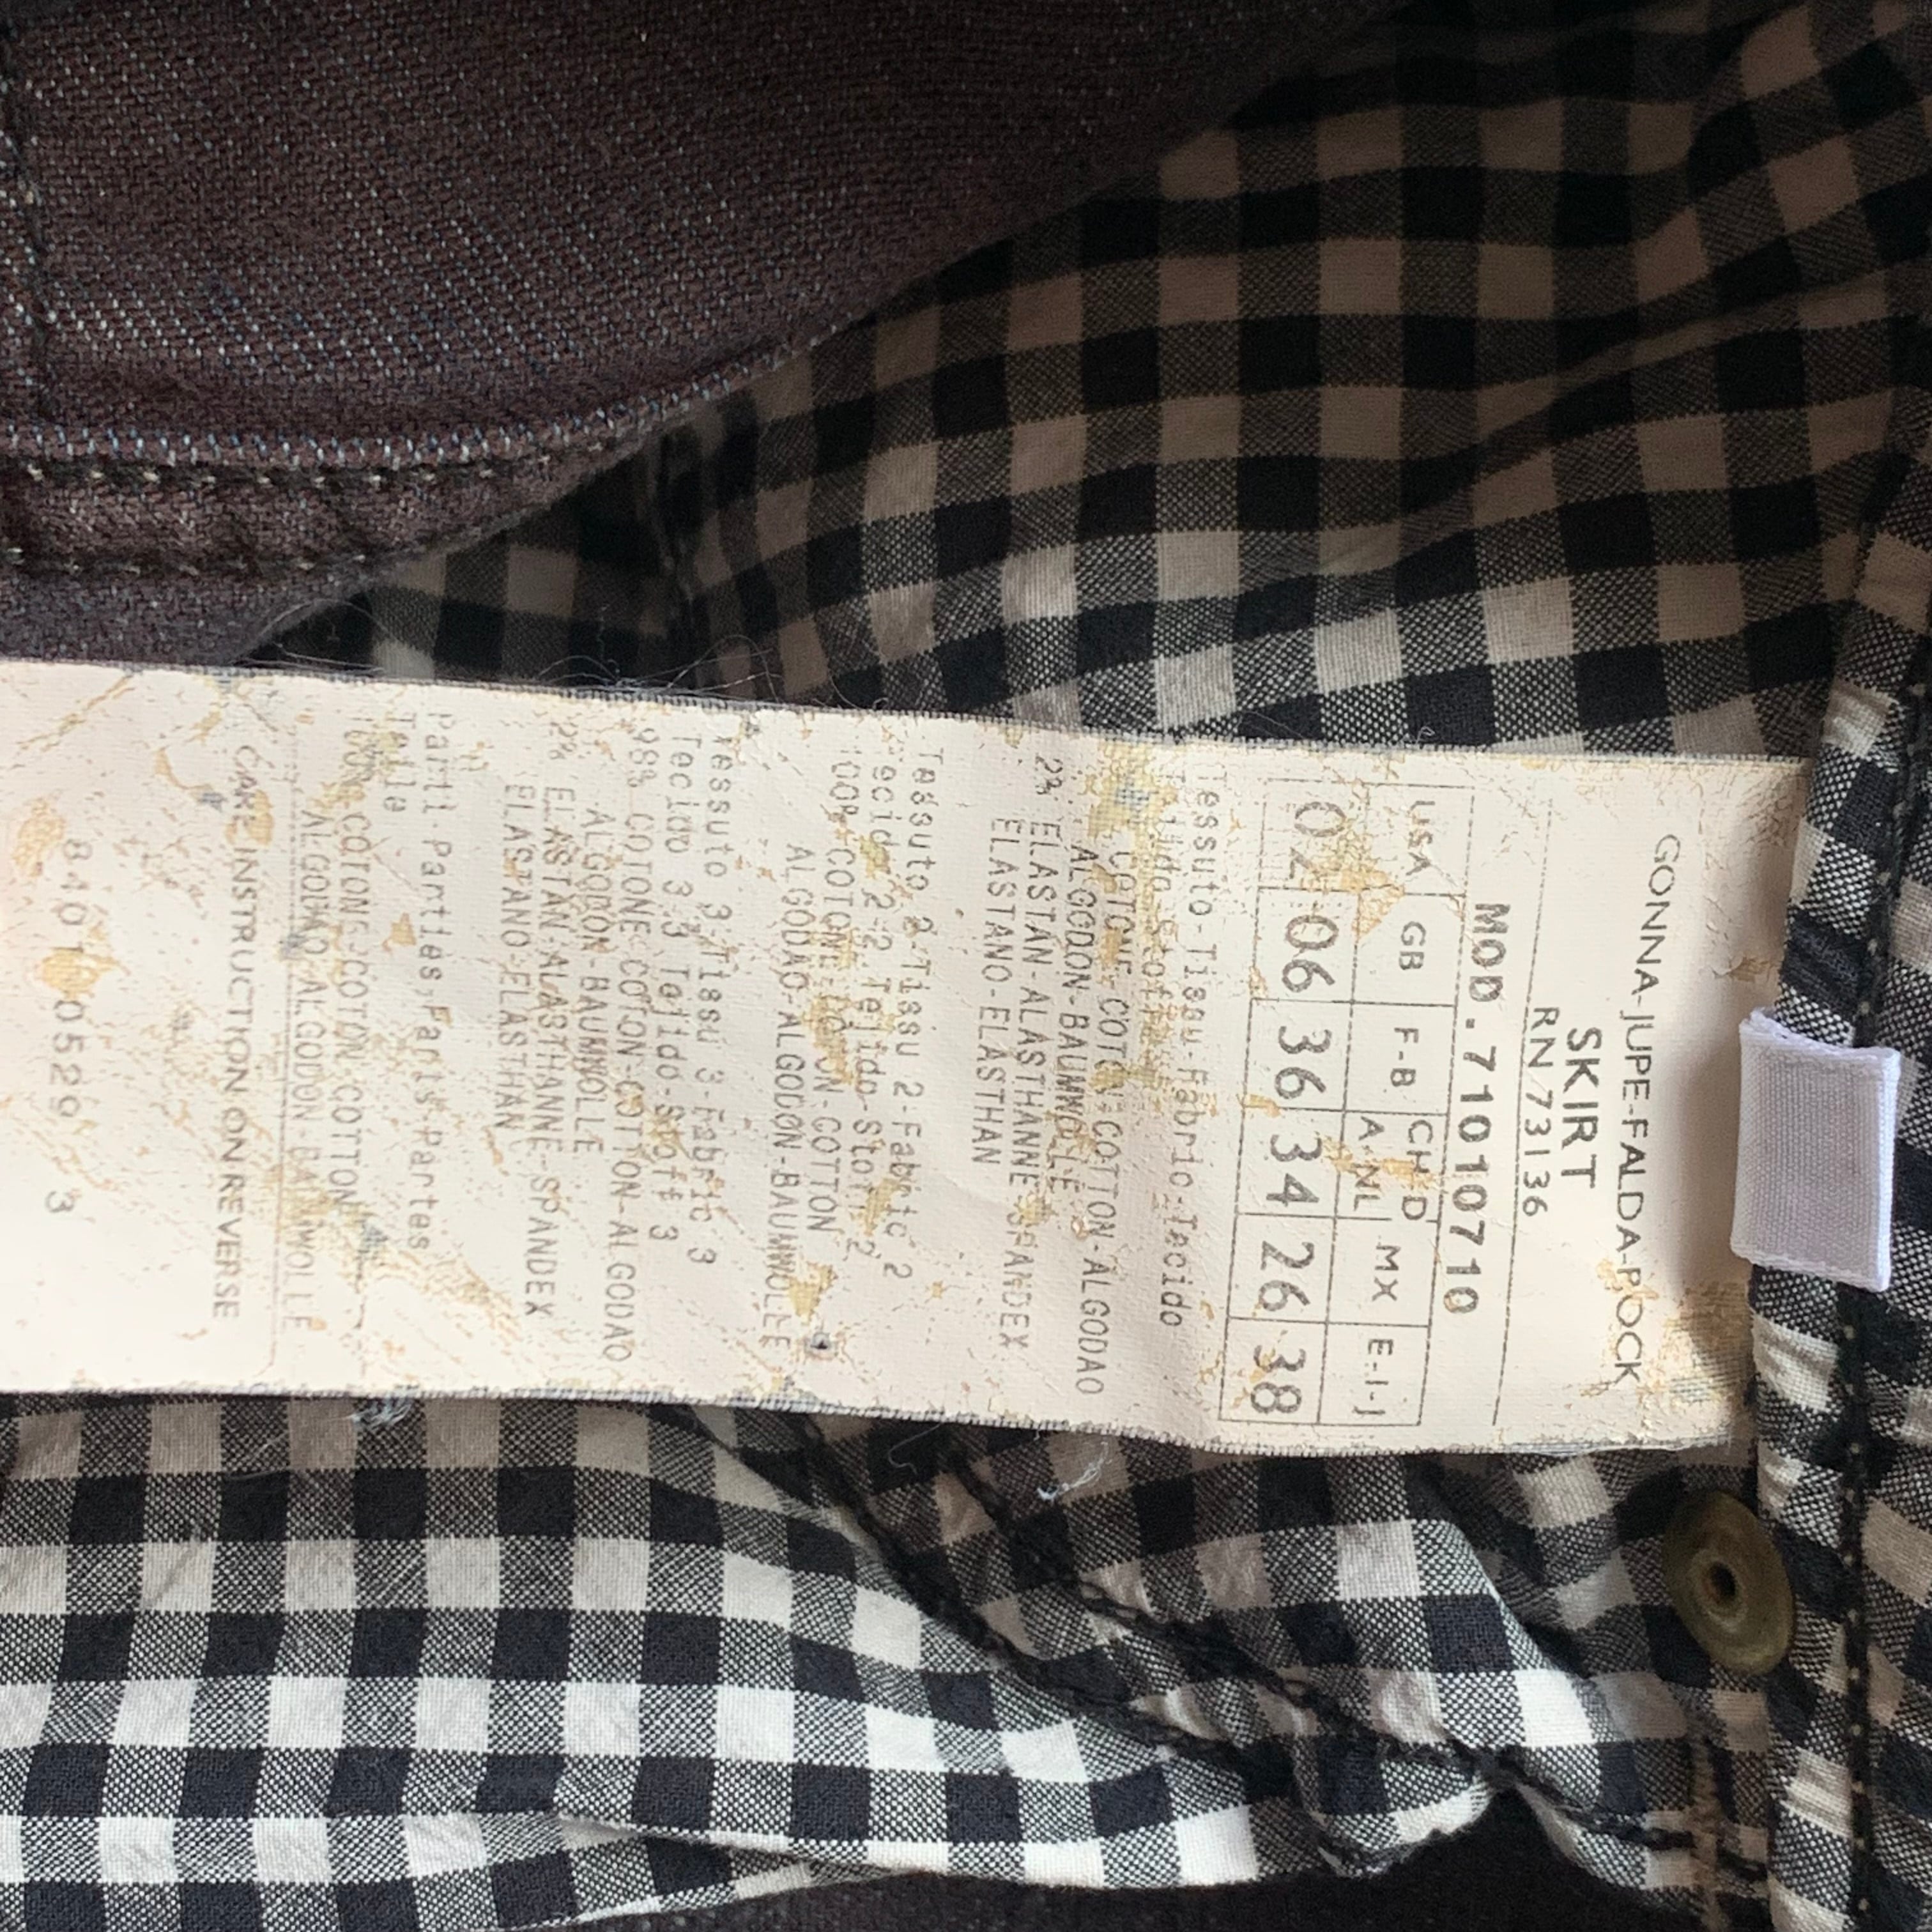 GONNA-JUPE-FALDA-ROCK
SKIRT
RN 73136
MOD. 71010710
USA GB F-B CH D A-NL MX E-I-J
02 06 36 34 26 38
Tessuto-Tissu-Fabric-Tecido
COTONE-COTON-COTTON-ALGODAO
ALGODON-BAUMWOLLE
2% ELASTAN-ALASTHANNE-SPANDEX
ELASTANO-ELASTHAN
Tessuto 2-Tissu 2-Fabric 2
Tecido 2-2 Tejido-Stoff 2
100% COTONE-COTON-COTTON
ALGODAO-ALGODON-BAUMWOLLE
Tessuto 3-Tissu 3-Fabric 3
Tecido 3-3 Tejido-Stoff 3
98% COTONE-COTON-COTTON-ALGODAO
ALGODON-BAUMWOLLE
2% ELASTAN-ALASTHANNE-SPANDEX
ELASTANO-ELASTHAN
Parti-Parties,Parts-Partes
Teile
100% COTONE-COTON-COTTON
ALGODAO-ALGODON-BAUMWOLLE
CARE INSTRUCTION ON REVERSE